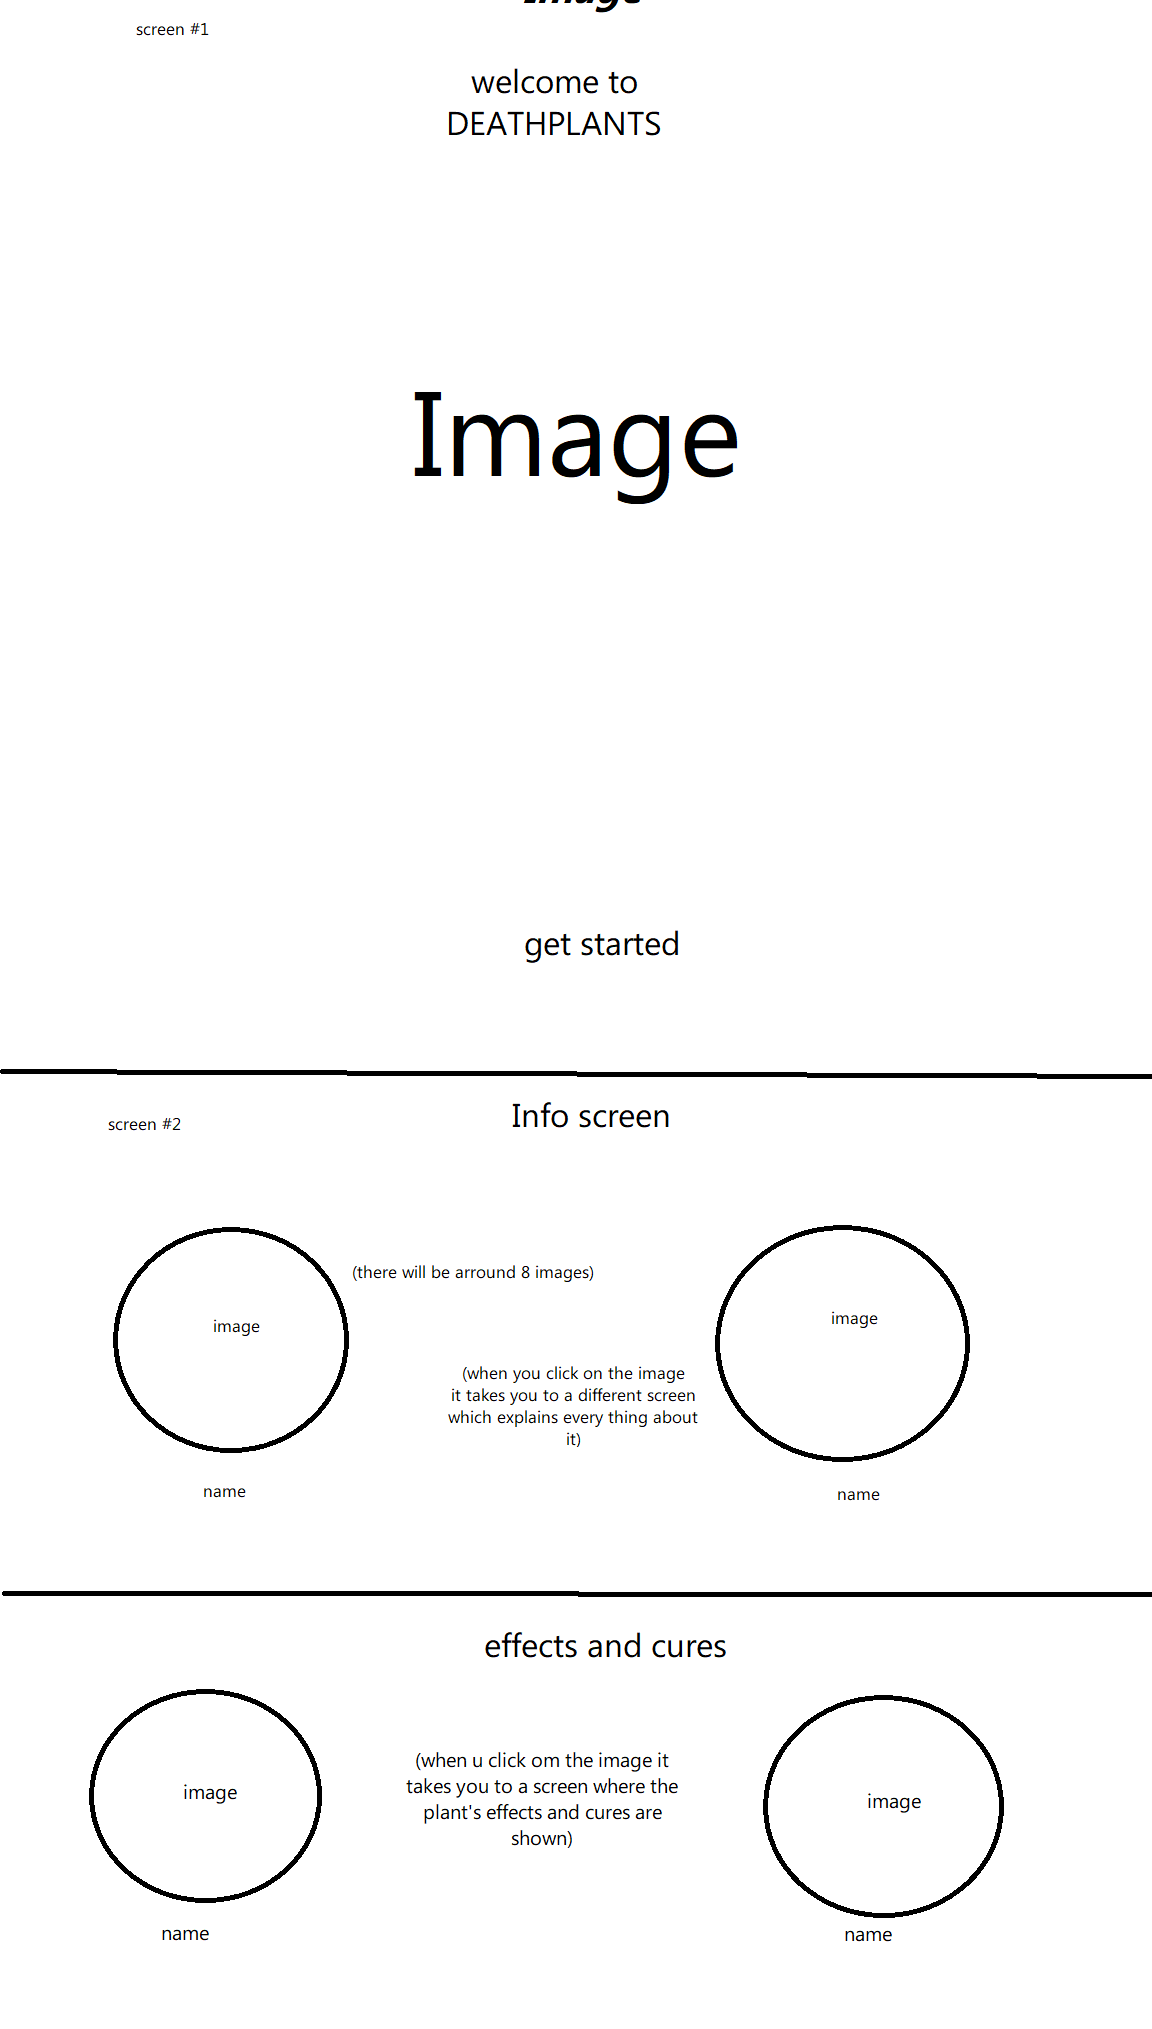 Image
screen #1
welcome to
DEATHPLANTS
Image
get started
Info screen
screen #2
(there will be arround 8 images)
image
image
(when you click on the image
it takes you to a different screen
which explains every thing about
it)
name
name
effects and cures
(when u click om the image it
takes you to a screen where the
plant's effects and cures are
shown)
image
image
name
name